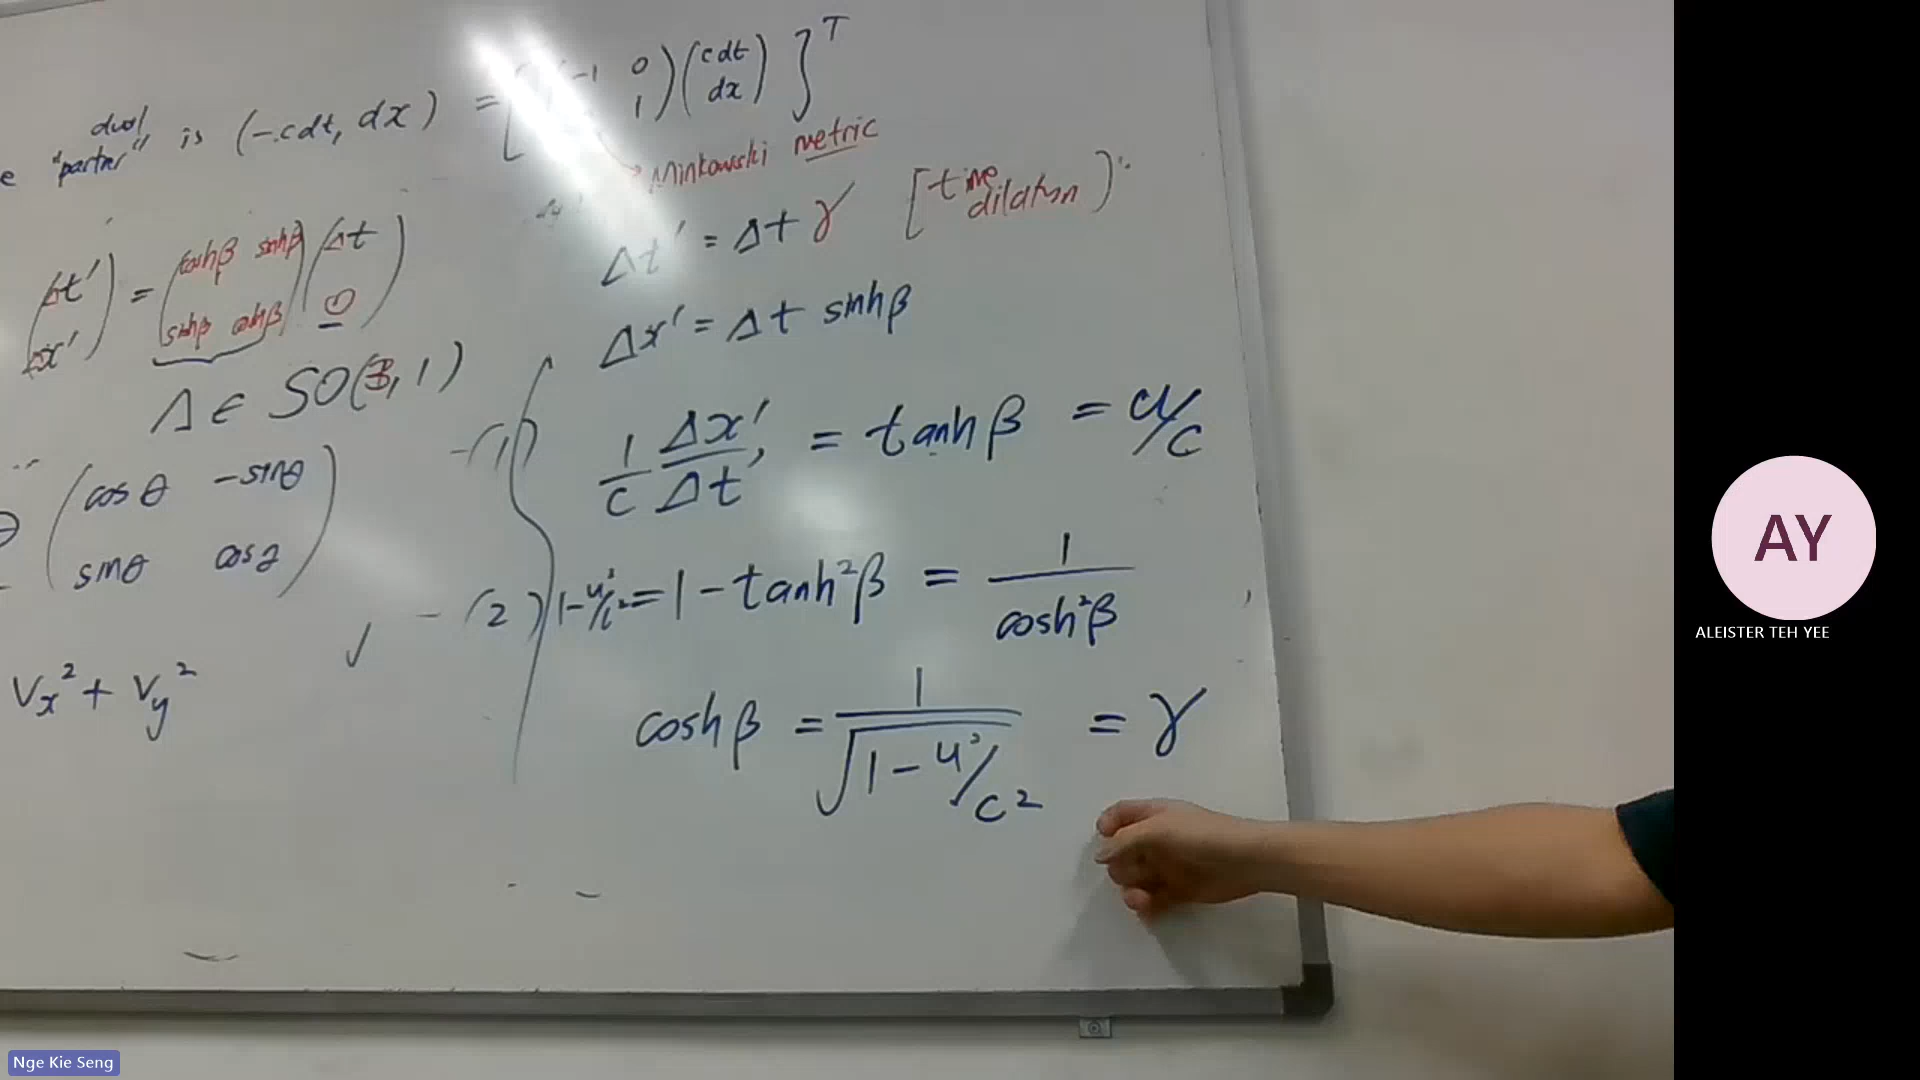 e "partner" dual, is (-cdt, dx) = [(-1 0
0 1)(cdt
dx)]ᵀ
Minkowski metric
(Δt'
Δx') = (coshβ sinhβ
sinhβ coshβ)(Δt
0)
Λ ∈ SO(3,1)
(cos θ -sinθ
sinθ cosθ)
Vx² + Vy²
Δt' = Δt γ [time dilation]
Δx' = Δt sinhβ
-(1) 1/c Δx'/Δt' = tanhβ = u/c
-(2) 1-u²/c² = 1 - tanh²β = 1/cosh²β
coshβ = 1/√(1-u²/c²) = γ
AY
ALEISTER TEH YEE
Nge Kie Seng